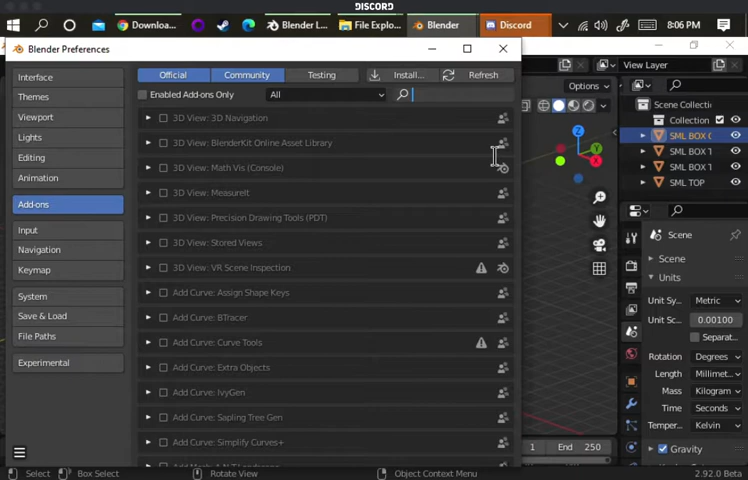 DISCORD
Downloa...
Blender L...
File Explo...
Blender
Discord
8:06 PM
Blender Preferences
Interface
Themes
Viewport
Lights
Editing
Animation
Add-ons
Input
Navigation
Keymap
System
Save & Load
File Paths
Experimental
Official
Community
Testing
Install...
Refresh
Enabled Add-ons Only
All
3D View: 3D Navigation
3D View: BlenderKit Online Asset Library
3D View: Math Vis (Console)
3D View: MeasureIt
3D View: Precision Drawing Tools (PDT)
3D View: Stored Views
3D View: VR Scene Inspection
Add Curve: Assign Shape Keys
Add Curve: BTracer
Add Curve: Curve Tools
Add Curve: Extra Objects
Add Curve: IvyGen
Add Curve: Sapling Tree Gen
Add Curve: Simplify Curves+
View Layer
Options
Z
Y
X
Scene Collection
Collection
SML BOX (
SML BOX T
SML BOX T
SML TOP
Scene
Scene
Units
Unit Sy... Metric
Unit Sc... 0.00100
Separat...
Rotation Degrees
Length Millimet...
Mass Kilogram
Time Seconds
Temper... Kelvin
Gravity
1 End 250
Select
Box Select
Rotate View
Object Context Menu
2.92.0 Beta